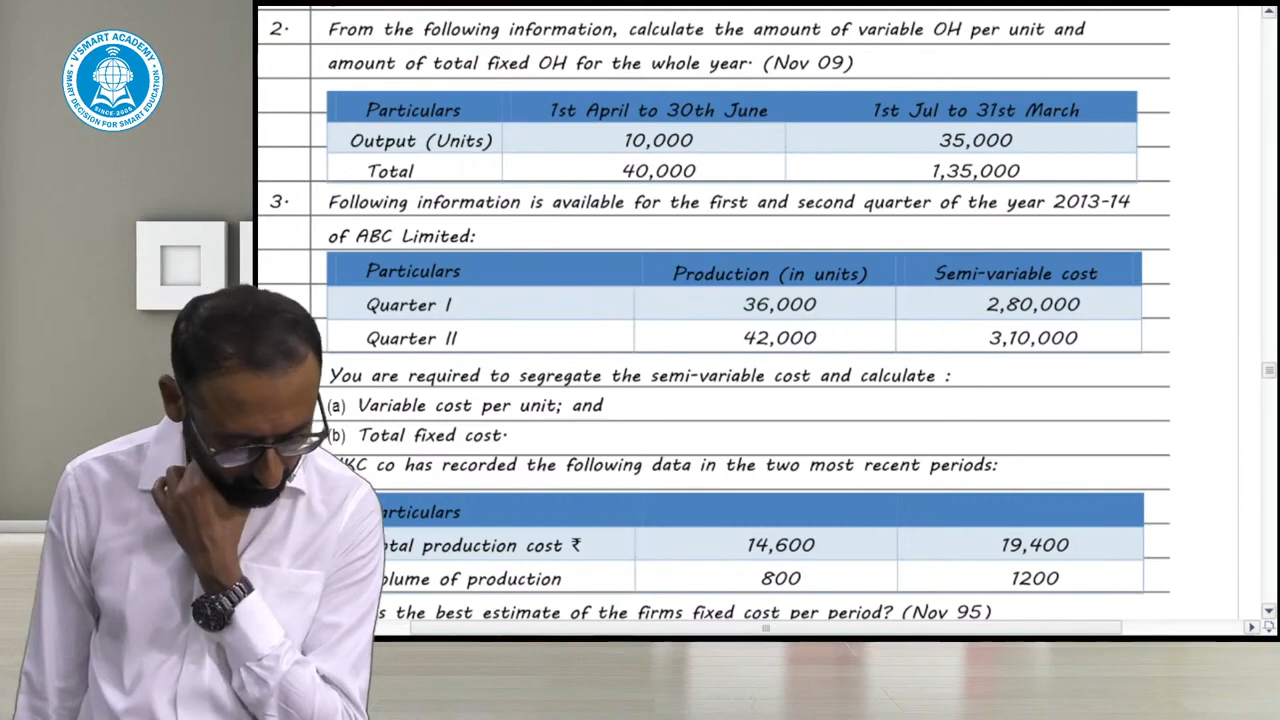 V'SMART ACADEMY
SINCE-2005
SMART DECISION FOR SMART EDUCATION
2. From the following information, calculate the amount of variable OH per unit and
amount of total fixed OH for the whole year. (Nov 09)
Particulars 1st April to 30th June 1st Jul to 31st March
Output (Units) 10,000 35,000
Total 40,000 1,35,000
3. Following information is available for the first and second quarter of the year 2013-14
of ABC Limited:
Particulars Production (in units) Semi-variable cost
Quarter I 36,000 2,80,000
Quarter II 42,000 3,10,000
You are required to segregate the semi-variable cost and calculate :
(a) Variable cost per unit; and
(b) Total fixed cost.
co has recorded the following data in the two most recent periods:
articulars
otal production cost ₹ 14,600 19,400
olume of production 800 1200
s the best estimate of the firms fixed cost per period? (Nov 95)